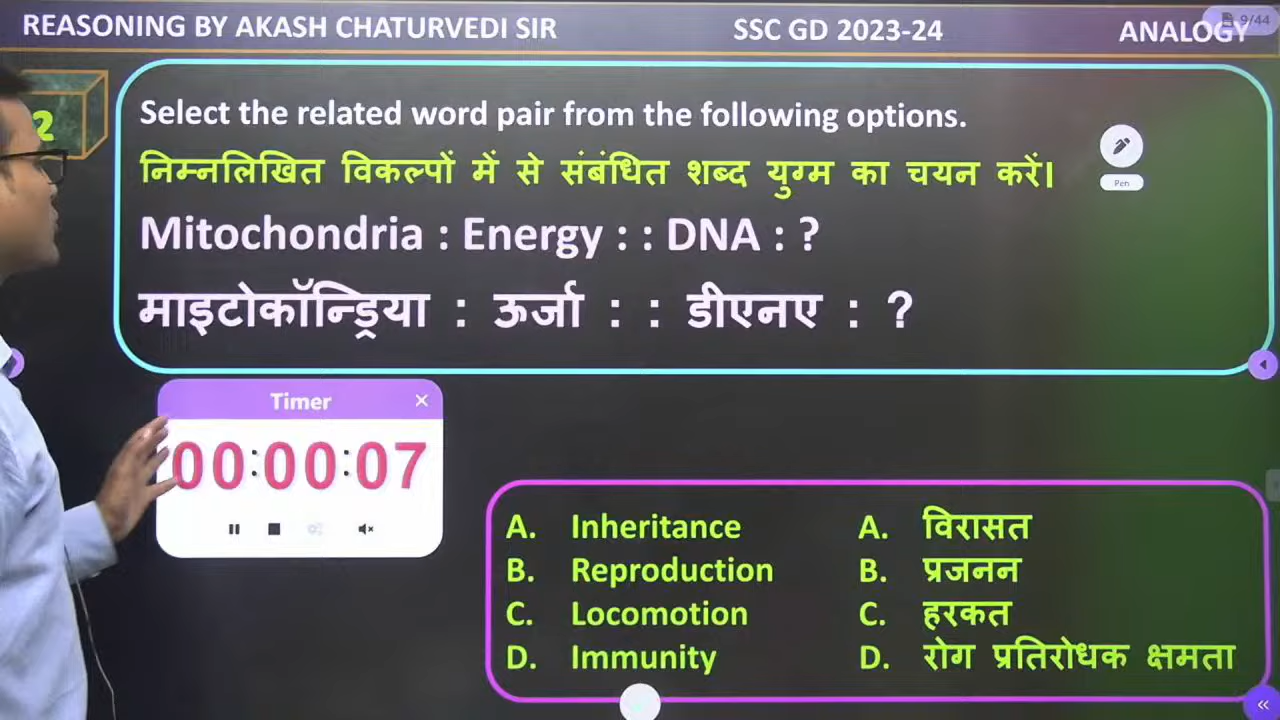 REASONING BY AKASH CHATURVEDI SIR SSC GD 2023-24 ANALOGY
9/44
2
Select the related word pair from the following options.
निम्नलिखित विकल्पों में से संबंधित शब्द युग्म का चयन करें।
Pen
Mitochondria : Energy : : DNA : ?
माइटोकॉन्ड्रिया : ऊर्जा : : डीएनए : ?
Timer
00:00:07
A. Inheritance A. विरासत
B. Reproduction B. प्रजनन
C. Locomotion C. हरकत
D. Immunity D. रोग प्रतिरोधक क्षमता